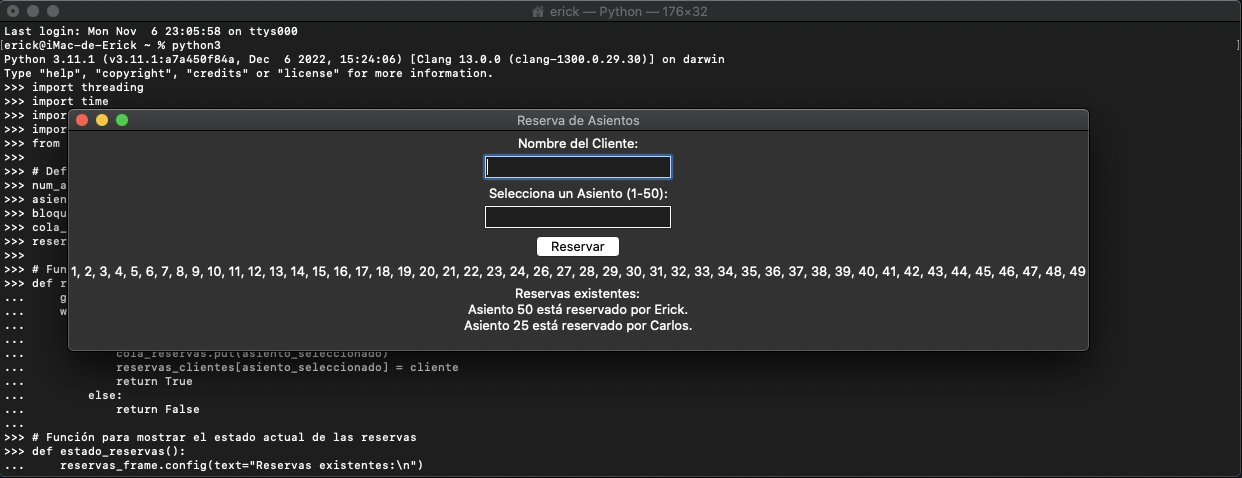 erick — Python — 176×32
Last login: Mon Nov  6 23:05:58 on ttys000
[erick@iMac-de-Erick ~ % python3 ]
Python 3.11.1 (v3.11.1:a7a450f84a, Dec  6 2022, 15:24:06) [Clang 13.0.0 (clang-1300.0.29.30)] on darwin
Type "help", "copyright", "credits" or "license" for more information.
>>> import threading
>>> import time
>>> impor
>>> impor
>>> from
>>>
>>> # Def
>>> num_a
>>> asien
>>> bloqu
>>> cola_
>>> reser
>>>
>>> # Fun
>>> def r
...     g
...     w
...
...
Reserva de Asientos
Nombre del Cliente:
Selecciona un Asiento (1-50):
Reservar
1, 2, 3, 4, 5, 6, 7, 8, 9, 10, 11, 12, 13, 14, 15, 16, 17, 18, 19, 20, 21, 22, 23, 24, 26, 27, 28, 29, 30, 31, 32, 33, 34, 35, 36, 37, 38, 39, 40, 41, 42, 43, 44, 45, 46, 47, 48, 49
Reservas existentes:
Asiento 50 está reservado por Erick.
Asiento 25 está reservado por Carlos.
...             cola_reservas.put(asiento_seleccionado)
...             reservas_clientes[asiento_seleccionado] = cliente
...             return True
...         else:
...             return False
...
>>> # Función para mostrar el estado actual de las reservas
>>> def estado_reservas():
...     reservas_frame.config(text="Reservas existentes:\n")